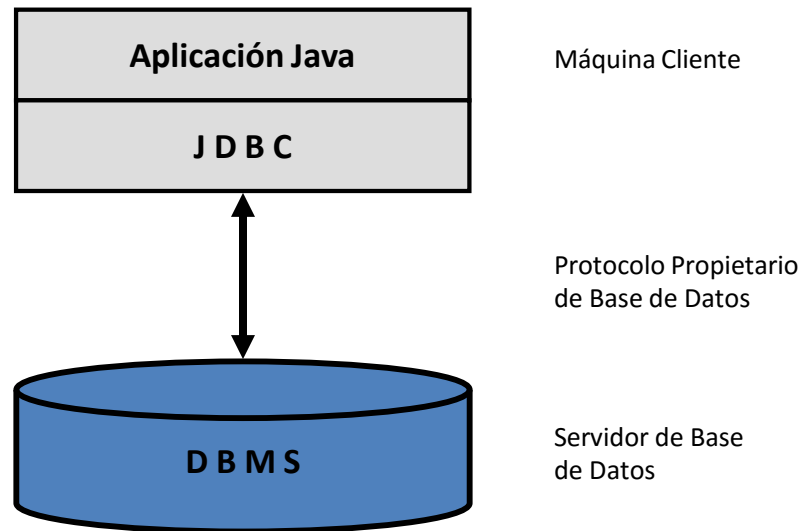 Aplicación Java
Máquina Cliente
J D B C
Protocolo Propietario
de Base de Datos
D B M S
Servidor de Base
de Datos